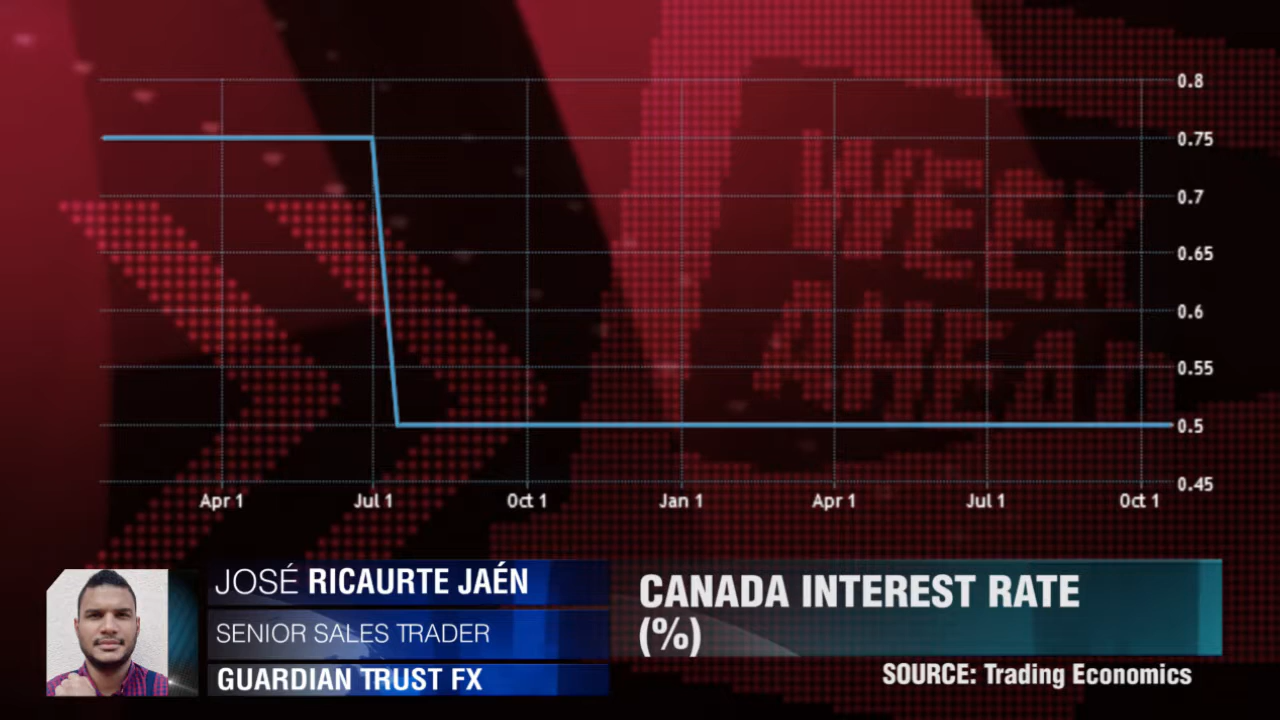 0.8
0.75
0.7
0.65
0.6
0.55
0.5
0.45
Apr 1 Jul 1 Oct 1 Jan 1 Apr 1 Jul 1 Oct 1
WEEK
AHEAD
JOSÉ RICAURTE JAÉN
SENIOR SALES TRADER
GUARDIAN TRUST FX
CANADA INTEREST RATE
(%)
SOURCE: Trading Economics